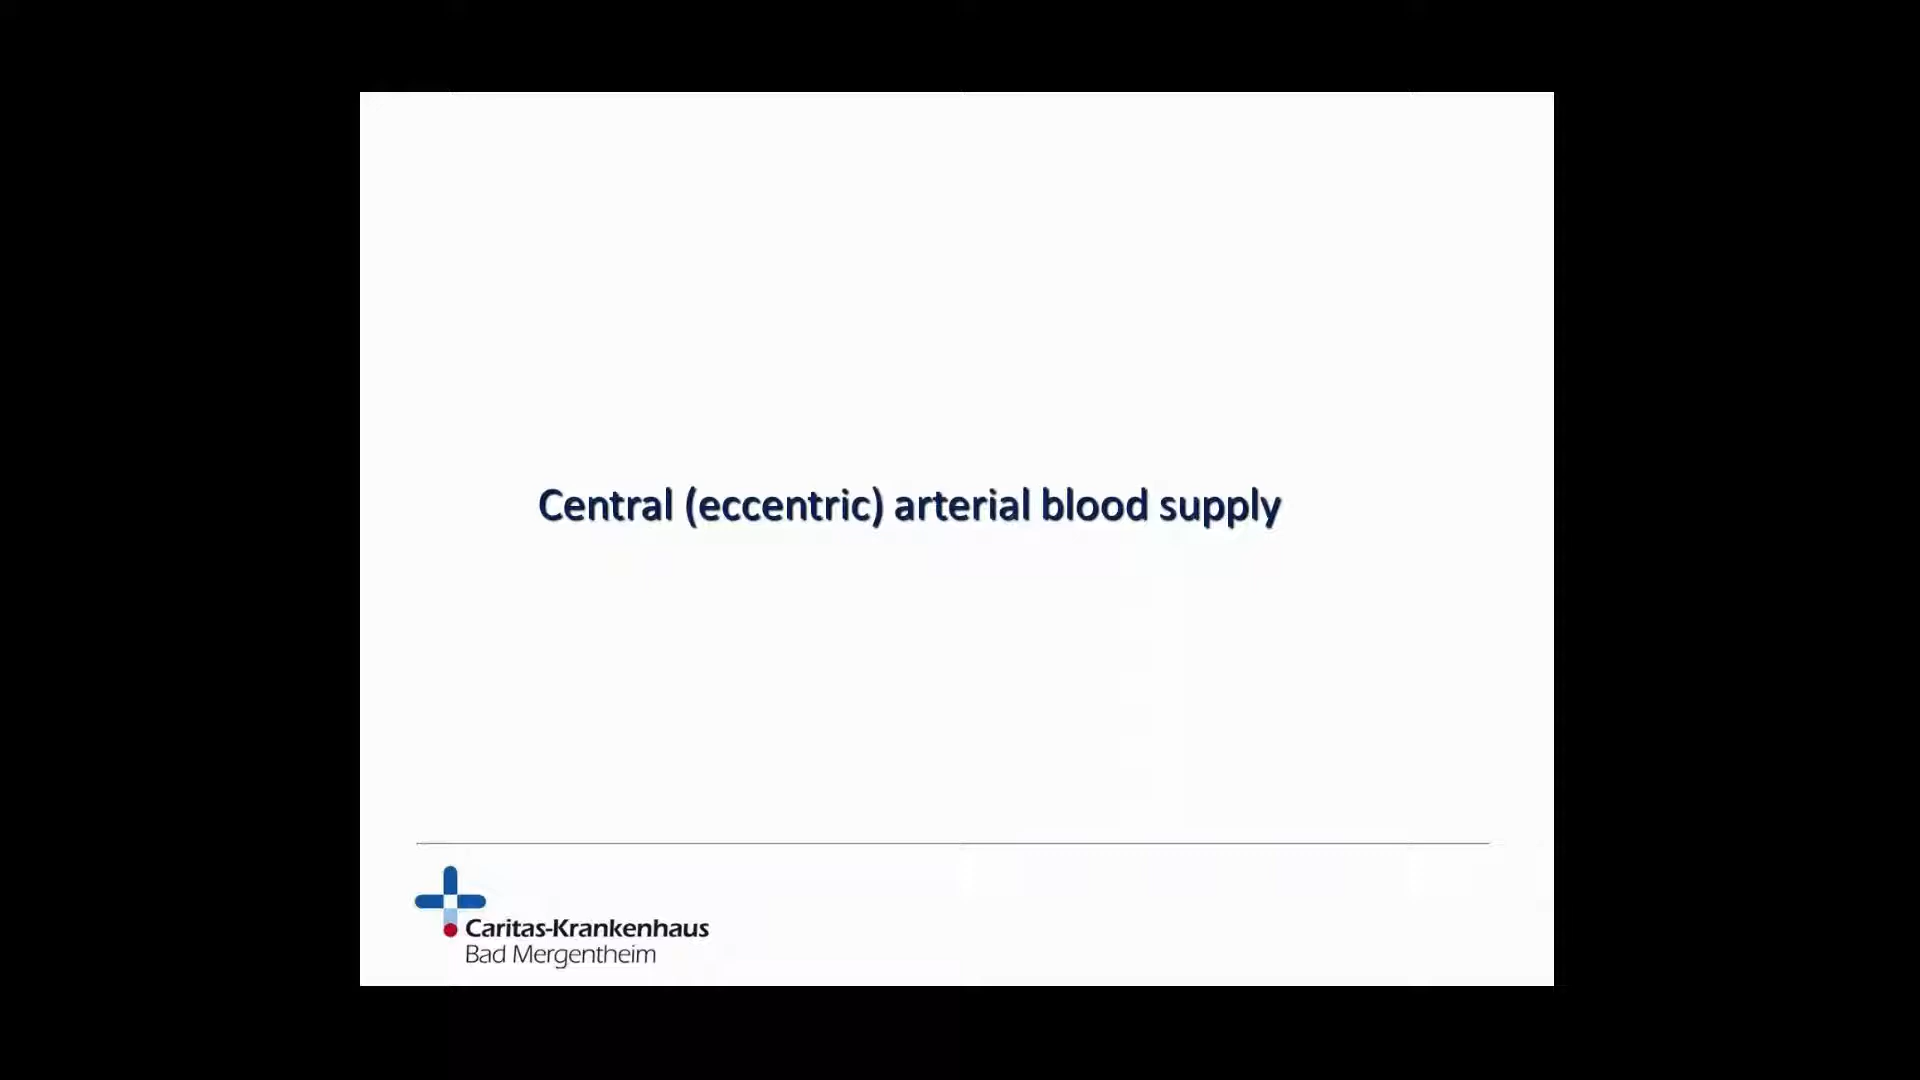 Central (eccentric) arterial blood supply
Caritas-Krankenhaus
Bad Mergentheim